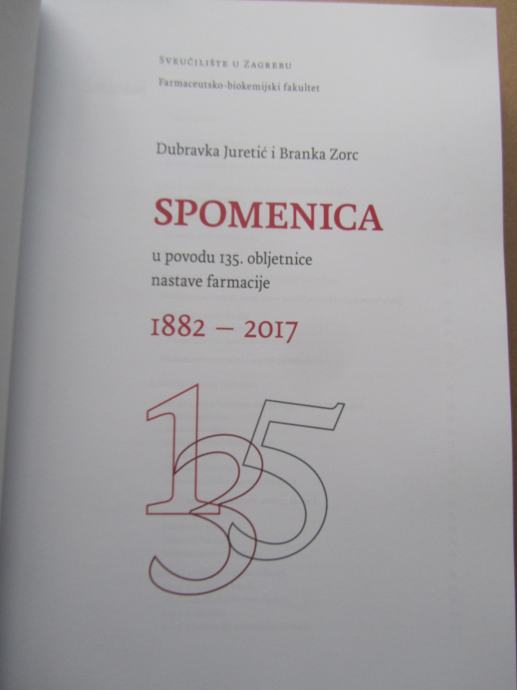 Sveučilište u Zagrebu
Farmaceutsko-biokemijski fakultet
Dubravka Juretić i Branka Zorc
SPOMENICA
u povodu 135. obljetnice
nastave farmacije
1882 – 2017
135